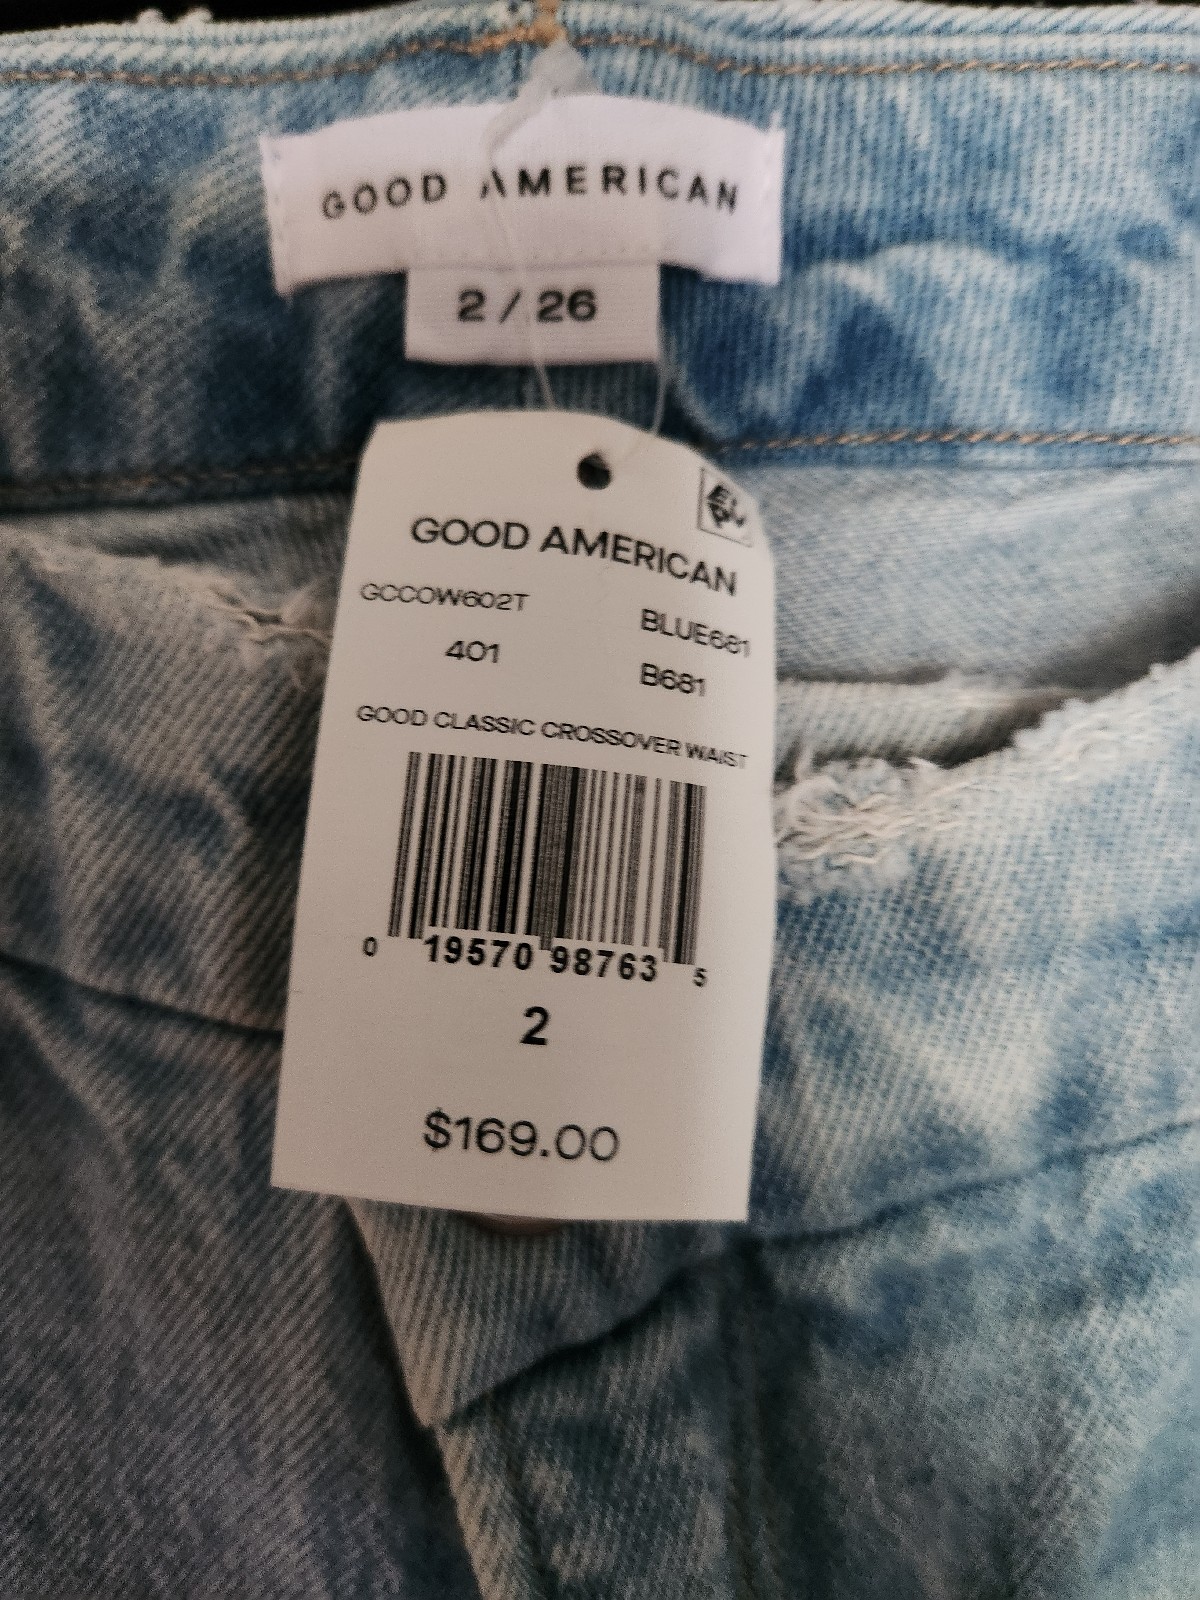 GOOD AMERICAN
2 / 26
GOOD AMERICAN
GCCOW602T BLUE681
401 B681
GOOD CLASSIC CROSSOVER WAIST
0 19570 98763 5
2
$169.00